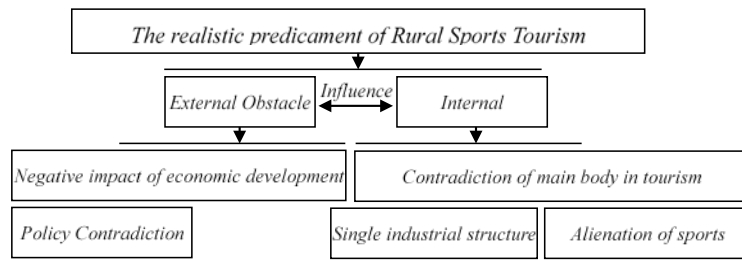 The realistic predicament of Rural Sports Tourism
External Obstacle
Influence
Internal
Negative impact of economic development
Contradiction of main body in tourism
Policy Contradiction
Single industrial structure
Alienation of sports